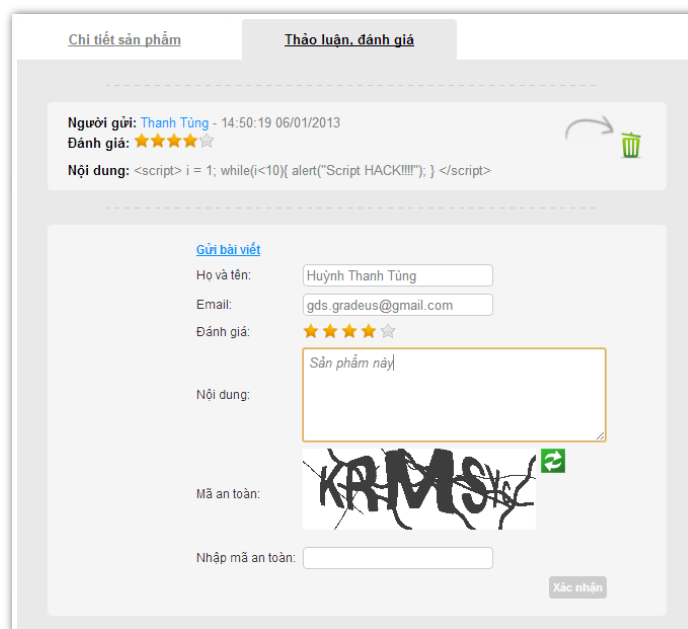 Chi tiết sản phẩm Thảo luận, đánh giá
Người gửi: Thanh Tùng - 14:50:19 06/01/2013
Đánh giá:
Nội dung: <script> i = 1; while(i<10){ alert("Script HACK!!!!"); } </script>
Gửi bài viết
Họ và tên: Huỳnh Thanh Tùng
Email: gds.gradeus@gmail.com
Đánh giá:
Sản phẩm này
Nội dung:
Mã an toàn:
Nhập mã an toàn:
Xác nhận